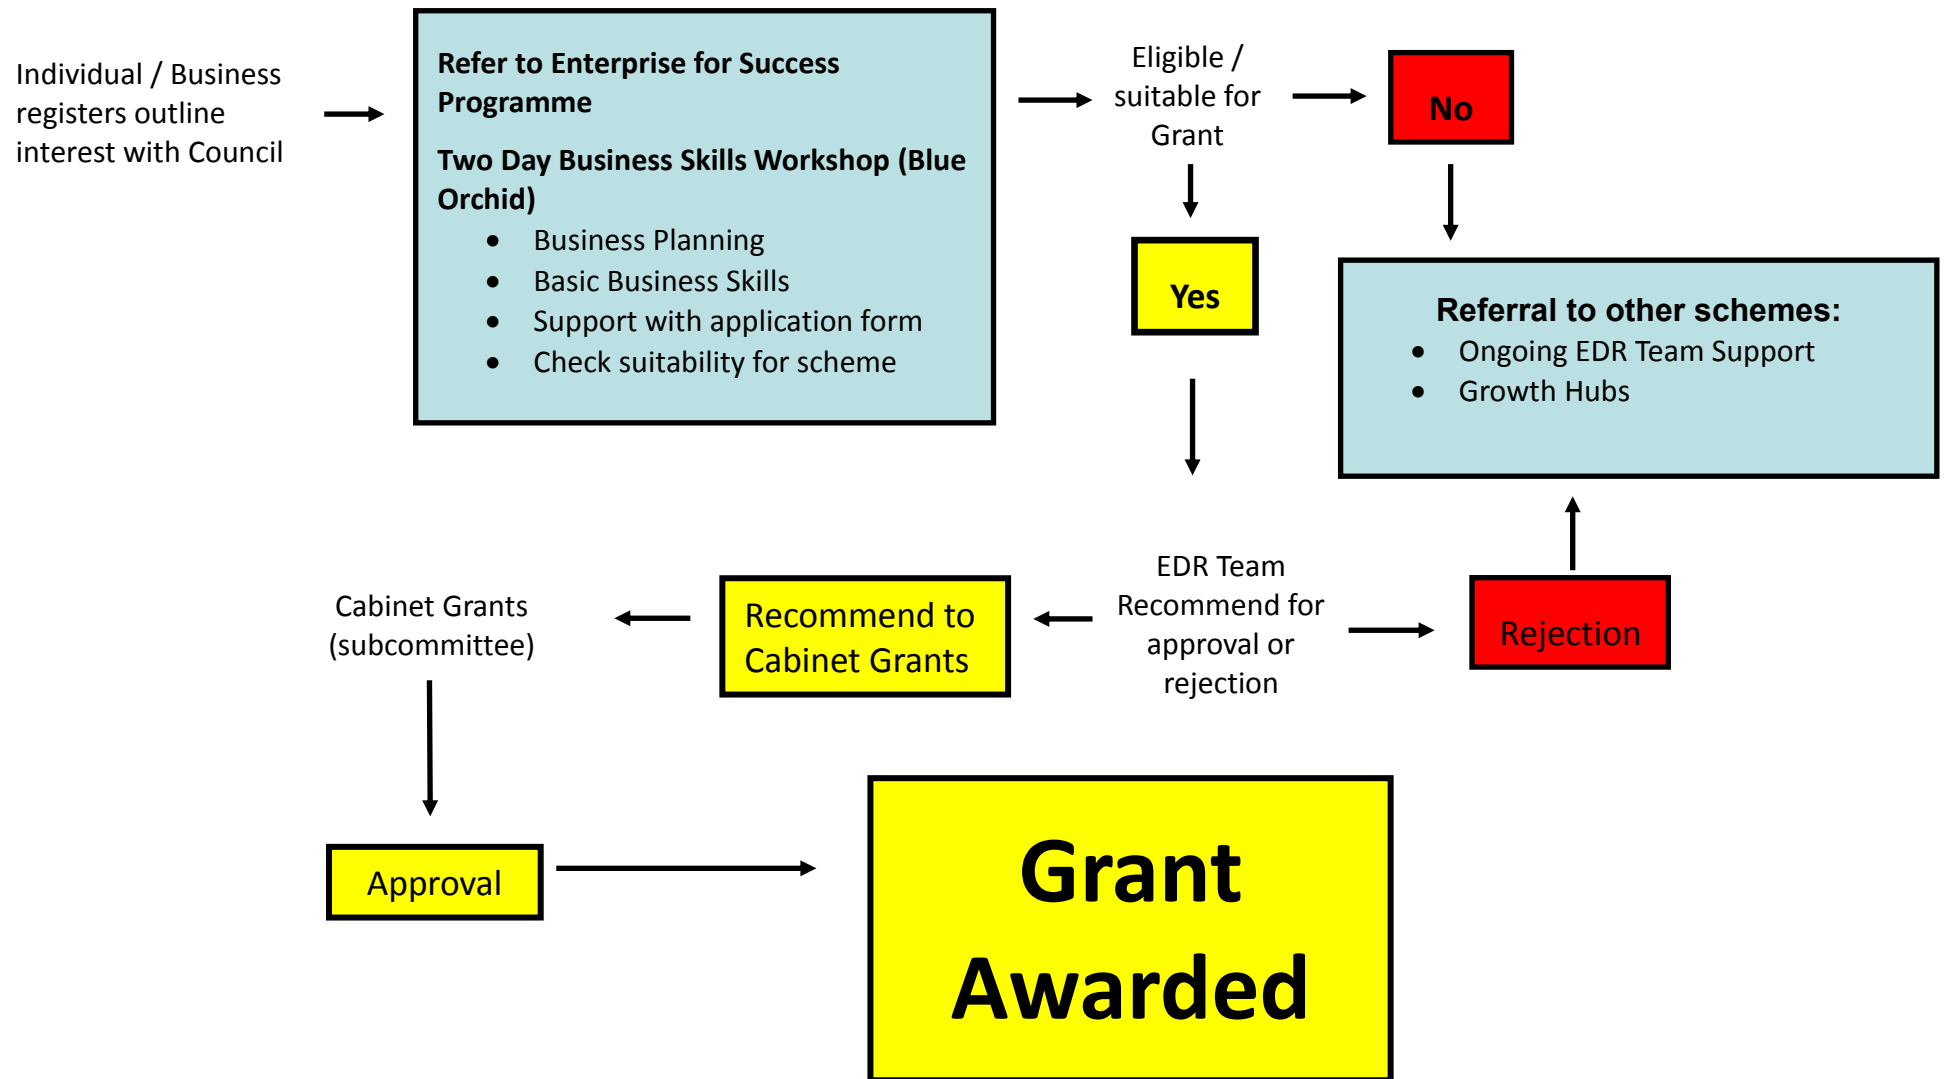 Individual / Business
registers outline
interest with Council
Refer to Enterprise for Success
Programme
Two Day Business Skills Workshop (Blue
Orchid)
• Business Planning
• Basic Business Skills
• Support with application form
• Check suitability for scheme
Eligible /
suitable for
Grant
No
Yes
Referral to other schemes:
• Ongoing EDR Team Support
• Growth Hubs
EDR Team
Recommend for
approval or
rejection
Rejection
Recommend to
Cabinet Grants
Cabinet Grants
(subcommittee)
Approval
Grant
Awarded